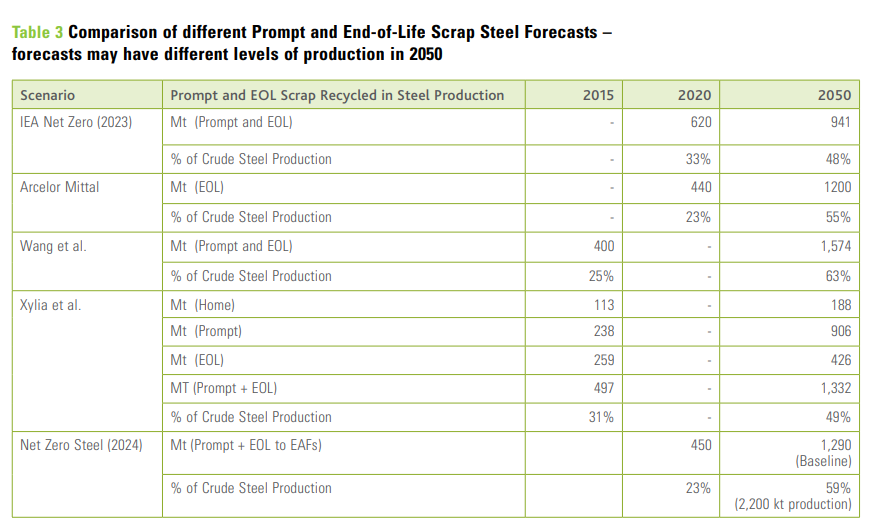 Table 3 Comparison of different Prompt and End-of-Life Scrap Steel Forecasts –
forecasts may have different levels of production in 2050
Scenario Prompt and EOL Scrap Recycled in Steel Production 2015 2020 2050
IEA Net Zero (2023) Mt (Prompt and EOL) - 620 941
% of Crude Steel Production - 33% 48%
Arcelor Mittal Mt (EOL) - 440 1200
% of Crude Steel Production - 23% 55%
Wang et al. Mt (Prompt and EOL) 400 - 1,574
% of Crude Steel Production 25% - 63%
Xylia et al. Mt (Home) 113 - 188
Mt (Prompt) 238 - 906
Mt (EOL) 259 - 426
MT (Prompt + EOL) 497 - 1,332
% of Crude Steel Production 31% - 49%
Net Zero Steel (2024) Mt (Prompt + EOL to EAFs) 450 1,290
(Baseline)
% of Crude Steel Production 23% 59%
(2,200 kt production)